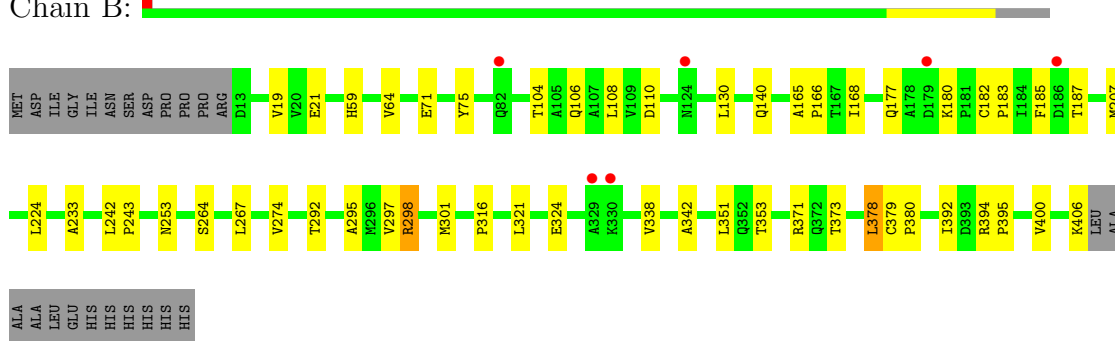 Chain B:
MET ASP ILE GLY ILE ASN SER ASP PRO PRO PRO ARG D13 V19 V20 E21 H59 V64 E71 Y75 Q82 T104 A105 Q106 A107 L108 V109 D110 N124 L130 Q140 A165 P166 T167 I168 Q177 A178 D179 K180 P181 C182 P183 I184 F185 D186 T187
L224 A233 L242 P243 N253 S264 L267 V274 T292 A295 M296 V297 R298 M301 P316 L321 E324 A329 K330 V338 A342 L351 Q352 T353 R371 Q372 T373 L378 C379 P380 I392 D393 R394 P395 V400 K406 LEU ALA
ALA ALA LEU GLU HIS HIS HIS HIS HIS HIS